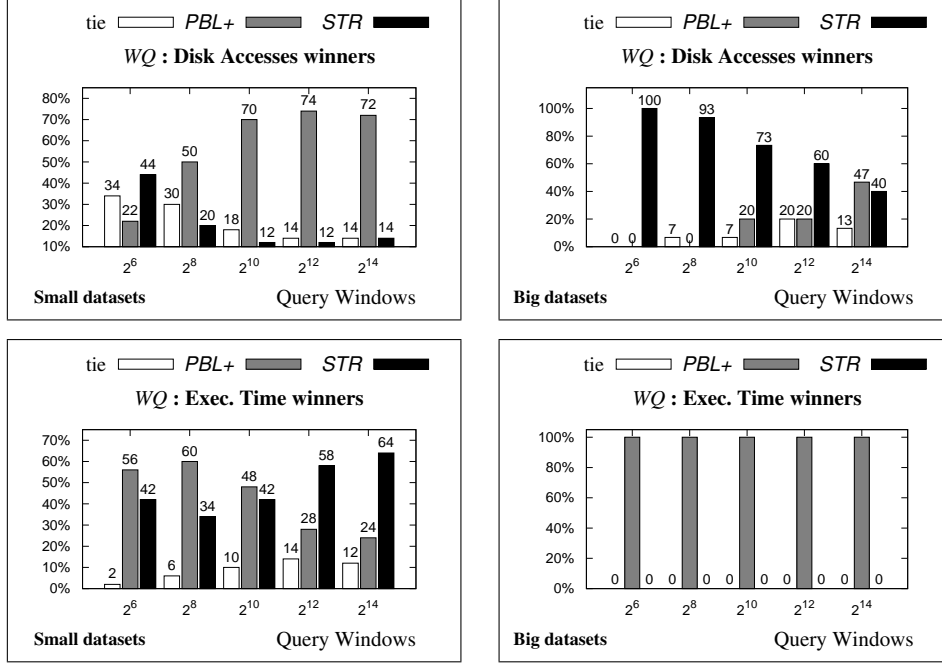 tie PBL+ STR
WQ : Disk Accesses winners
80%
70%
60%
50%
40%
30%
20%
10%
34 22 44
30 50 20
18 70 12
14 74 12
14 72 14
2^6 2^8 2^10 2^12 2^14
Small datasets Query Windows
tie PBL+ STR
WQ : Disk Accesses winners
100%
80%
60%
40%
20%
0%
0 0 100
7 0 93
7 20 73
20 20 60
13 47 40
2^6 2^8 2^10 2^12 2^14
Big datasets Query Windows
tie PBL+ STR
WQ : Exec. Time winners
70%
60%
50%
40%
30%
20%
10%
0%
2 56 42
6 60 34
10 48 42
14 28 58
12 24 64
2^6 2^8 2^10 2^12 2^14
Small datasets Query Windows
tie PBL+ STR
WQ : Exec. Time winners
100%
80%
60%
40%
20%
0%
0 0 0 0 0 0 0 0 0 0
2^6 2^8 2^10 2^12 2^14
Big datasets Query Windows